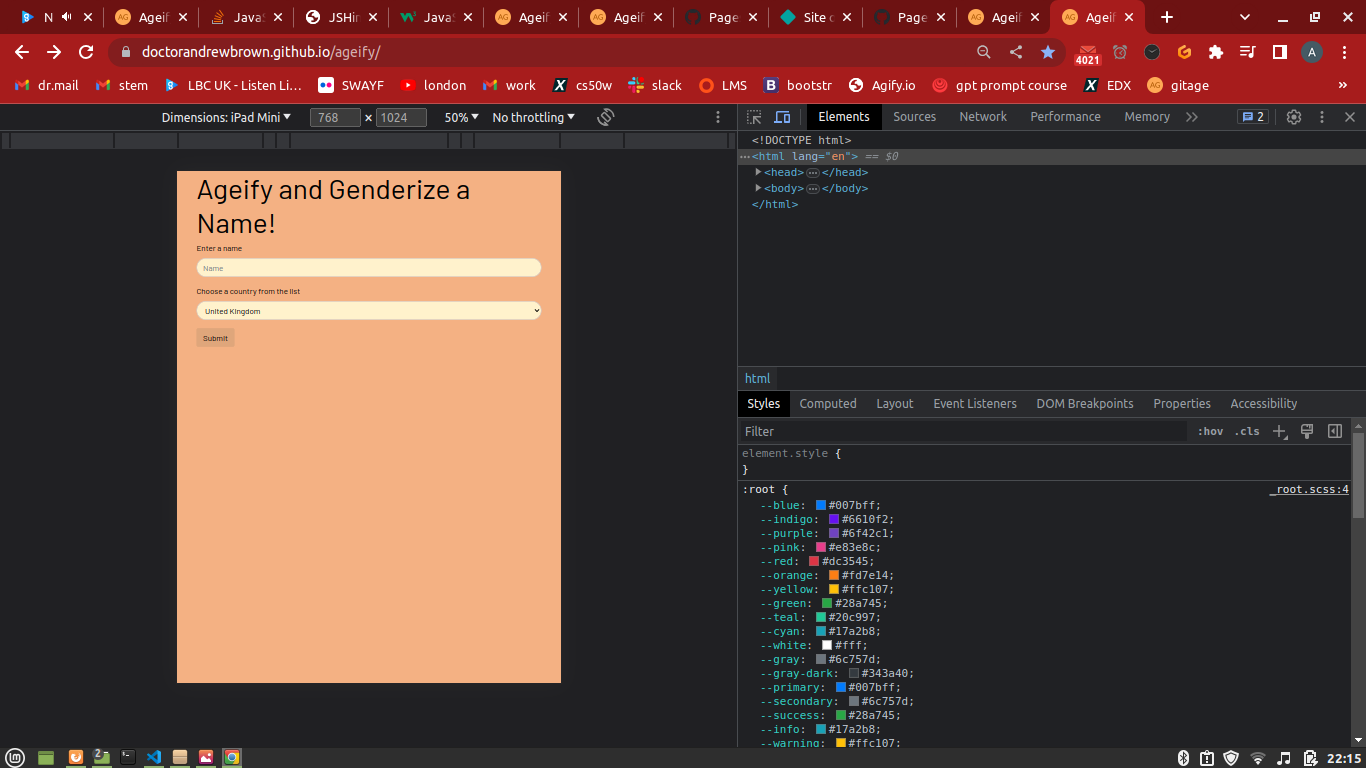 N
Ageif
JavaS
JSHin
JavaS
Ageif
Ageif
Page
Site c
Page
Ageif
Ageif
doctorandrewbrown.github.io/ageify/
4021
A
dr.mail
stem
LBC UK - Listen Li…
SWAYF
london
work
cs50w
slack
LMS
bootstr
Agify.io
gpt prompt course
EDX
gitage
»
Dimensions: iPad Mini
768 × 1024
50%
No throttling
Elements
Sources
Network
Performance
Memory
2
<!DOCTYPE html>
…<html lang="en"> == $0
<head>…</head>
<body>…</body>
</html>
Ageify and Genderize a
Name!
Enter a name
Name
Choose a country from the list
United Kingdom
Submit
html
Styles
Computed
Layout
Event Listeners
DOM Breakpoints
Properties
Accessibility
Filter
:hov .cls
element.style {
}
:root { _root.scss:4
--blue: #007bff;
--indigo: #6610f2;
--purple: #6f42c1;
--pink: #e83e8c;
--red: #dc3545;
--orange: #fd7e14;
--yellow: #ffc107;
--green: #28a745;
--teal: #20c997;
--cyan: #17a2b8;
--white: #fff;
--gray: #6c757d;
--gray-dark: #343a40;
--primary: #007bff;
--secondary: #6c757d;
--success: #28a745;
--info: #17a2b8;
--warning: #ffc107;
2
22:15